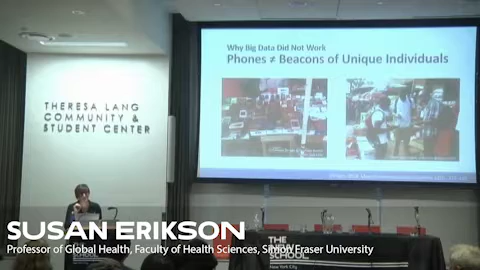 Why Big Data Did Not Work
Phones ≠ Beacons of Unique Individuals
THERESA LANG
COMMUNITY &
STUDENT CENTER
SUSAN ERIKSON
Professor of Global Health, Faculty of Health Sciences, Simon Fraser University
THE
NEW SCHOOL
New York City